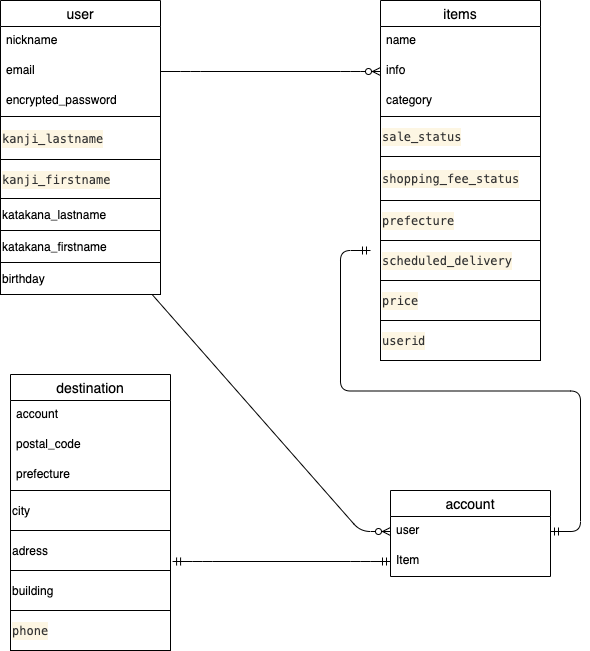 user
nickname
email
encrypted_password
kanji_lastname
kanji_firstname
katakana_lastname
katakana_firstname
birthday
items
name
info
category
sale_status
shopping_fee_status
prefecture
scheduled_delivery
price
userid
destination
account
postal_code
prefecture
city
adress
building
phone
account
user
Item